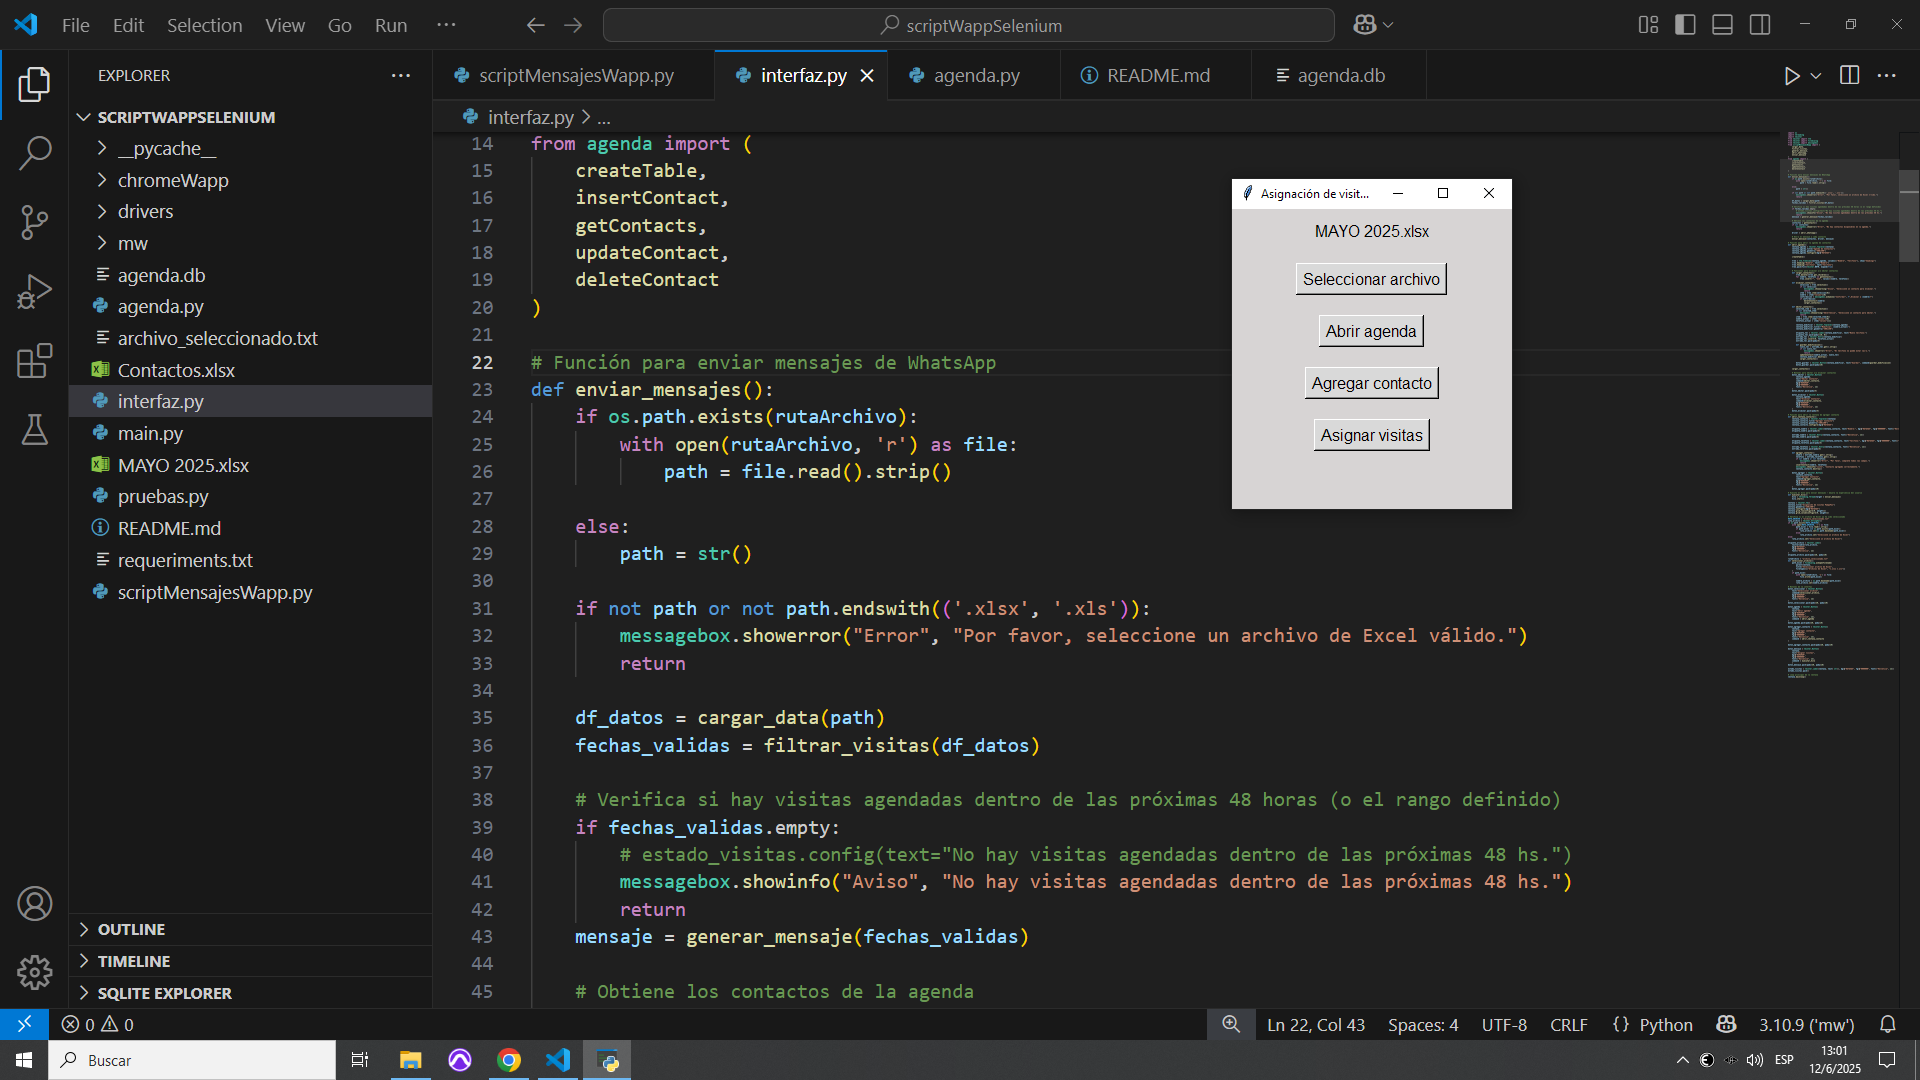 File Edit Selection View Go Run ···
scriptWappSelenium
EXPLORER
SCRIPTWAPPSELENIUM
__pycache__
chromeWapp
drivers
mw
agenda.db
agenda.py
archivo_seleccionado.txt
Contactos.xlsx
interfaz.py
main.py
MAYO 2025.xlsx
pruebas.py
README.md
requeriments.txt
scriptMensajesWapp.py
OUTLINE
TIMELINE
SQLITE EXPLORER
scriptMensajesWapp.py interfaz.py agenda.py README.md agenda.db
interfaz.py > ...
14 from agenda import (
15 createTable,
16 insertContact,
17 getContacts,
18 updateContact,
19 deleteContact
20 )
21
22 # Función para enviar mensajes de WhatsApp
23 def enviar_mensajes():
24 if os.path.exists(rutaArchivo):
25 with open(rutaArchivo, 'r') as file:
26 path = file.read().strip()
27
28 else:
29 path = str()
30
31 if not path or not path.endswith(('.xlsx', '.xls')):
32 messagebox.showerror("Error", "Por favor, seleccione un archivo de Excel válido.")
33 return
34
35 df_datos = cargar_data(path)
36 fechas_validas = filtrar_visitas(df_datos)
37
38 # Verifica si hay visitas agendadas dentro de las próximas 48 horas (o el rango definido)
39 if fechas_validas.empty:
40 # estado_visitas.config(text="No hay visitas agendadas dentro de las próximas 48 hs.")
41 messagebox.showinfo("Aviso", "No hay visitas agendadas dentro de las próximas 48 hs.")
42 return
43 mensaje = generar_mensaje(fechas_validas)
44
45 # Obtiene los contactos de la agenda
Asignación de visit...
MAYO 2025.xlsx
Seleccionar archivo
Abrir agenda
Agregar contacto
Asignar visitas
0 0
Ln 22, Col 43 Spaces: 4 UTF-8 CRLF {} Python 3.10.9 ('mw')
Buscar
ESP
13:01
12/6/2025